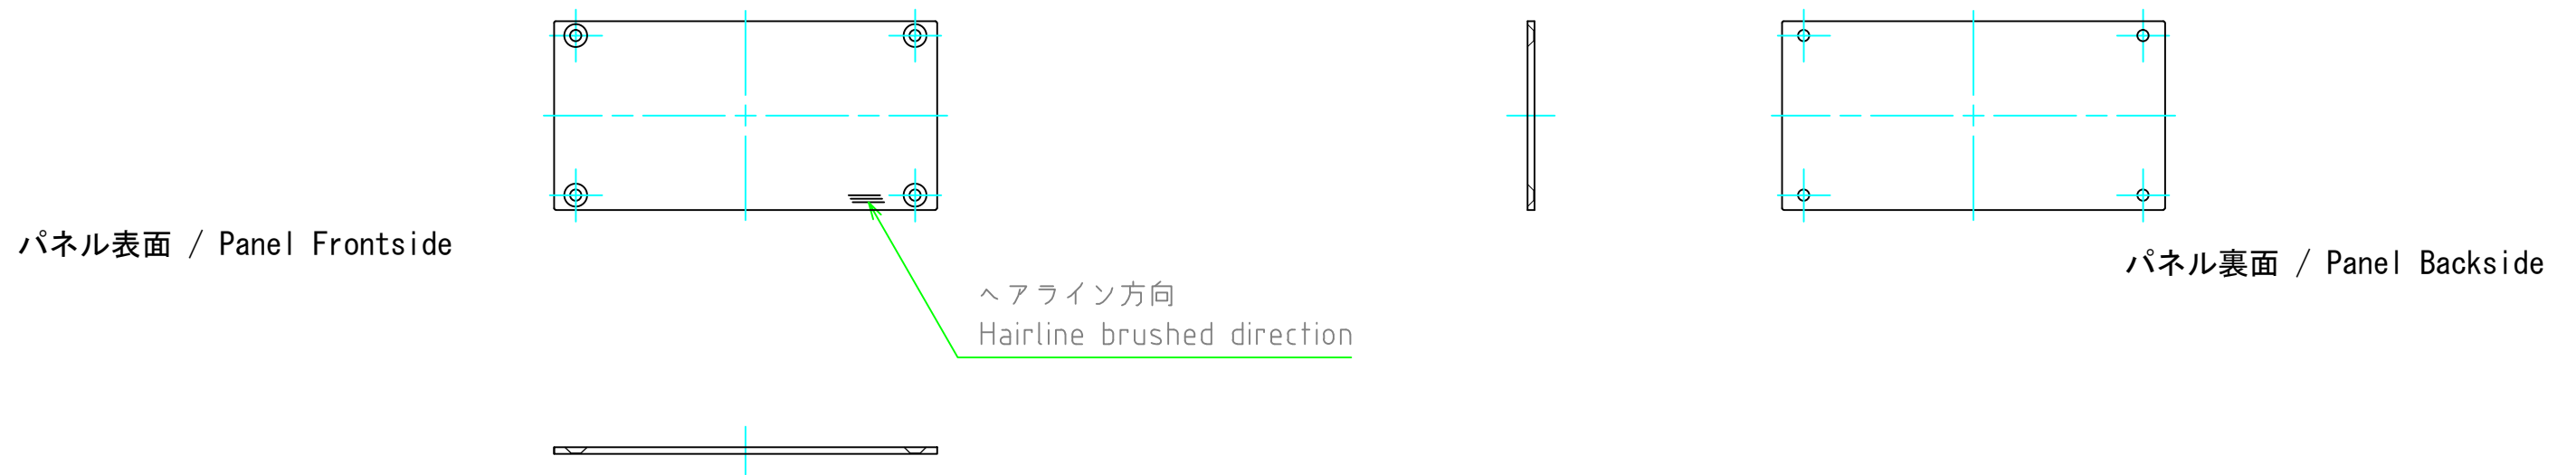 パネル表面 / Panel Frontside
パネル裏面 / Panel Backside
ヘアライン方向
Hairline brushed direction